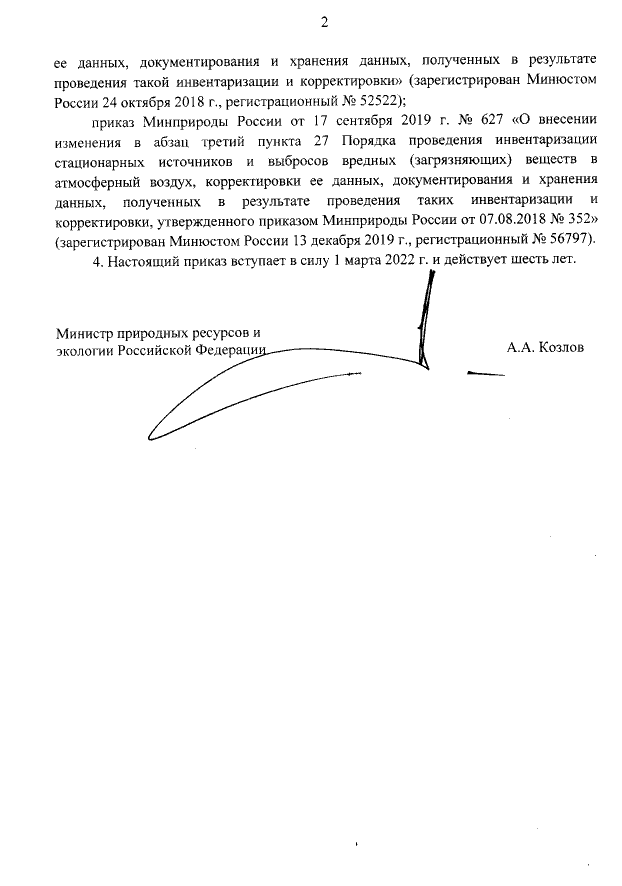 2
ее данных, документирования и хранения данных, полученных в результате
проведения такой инвентаризации и корректировки» (зарегистрирован Минюстом
России 24 октября 2018 г., регистрационный № 52522);
приказ Минприроды России от 17 сентября 2019 г. № 627 «О внесении
изменения в абзац третий пункта 27 Порядка проведения инвентаризации
стационарных источников и выбросов вредных (загрязняющих) веществ в
атмосферный воздух, корректировки ее данных, документирования и хранения
данных, полученных в результате проведения таких инвентаризации и
корректировки, утвержденного приказом Минприроды России от 07.08.2018 № 352»
(зарегистрирован Минюстом России 13 декабря 2019 г., регистрационный № 56797).
4. Настоящий приказ вступает в силу 1 марта 2022 г. и действует шесть лет.
Министр природных ресурсов и
экологии Российской Федерации
А.А. Козлов